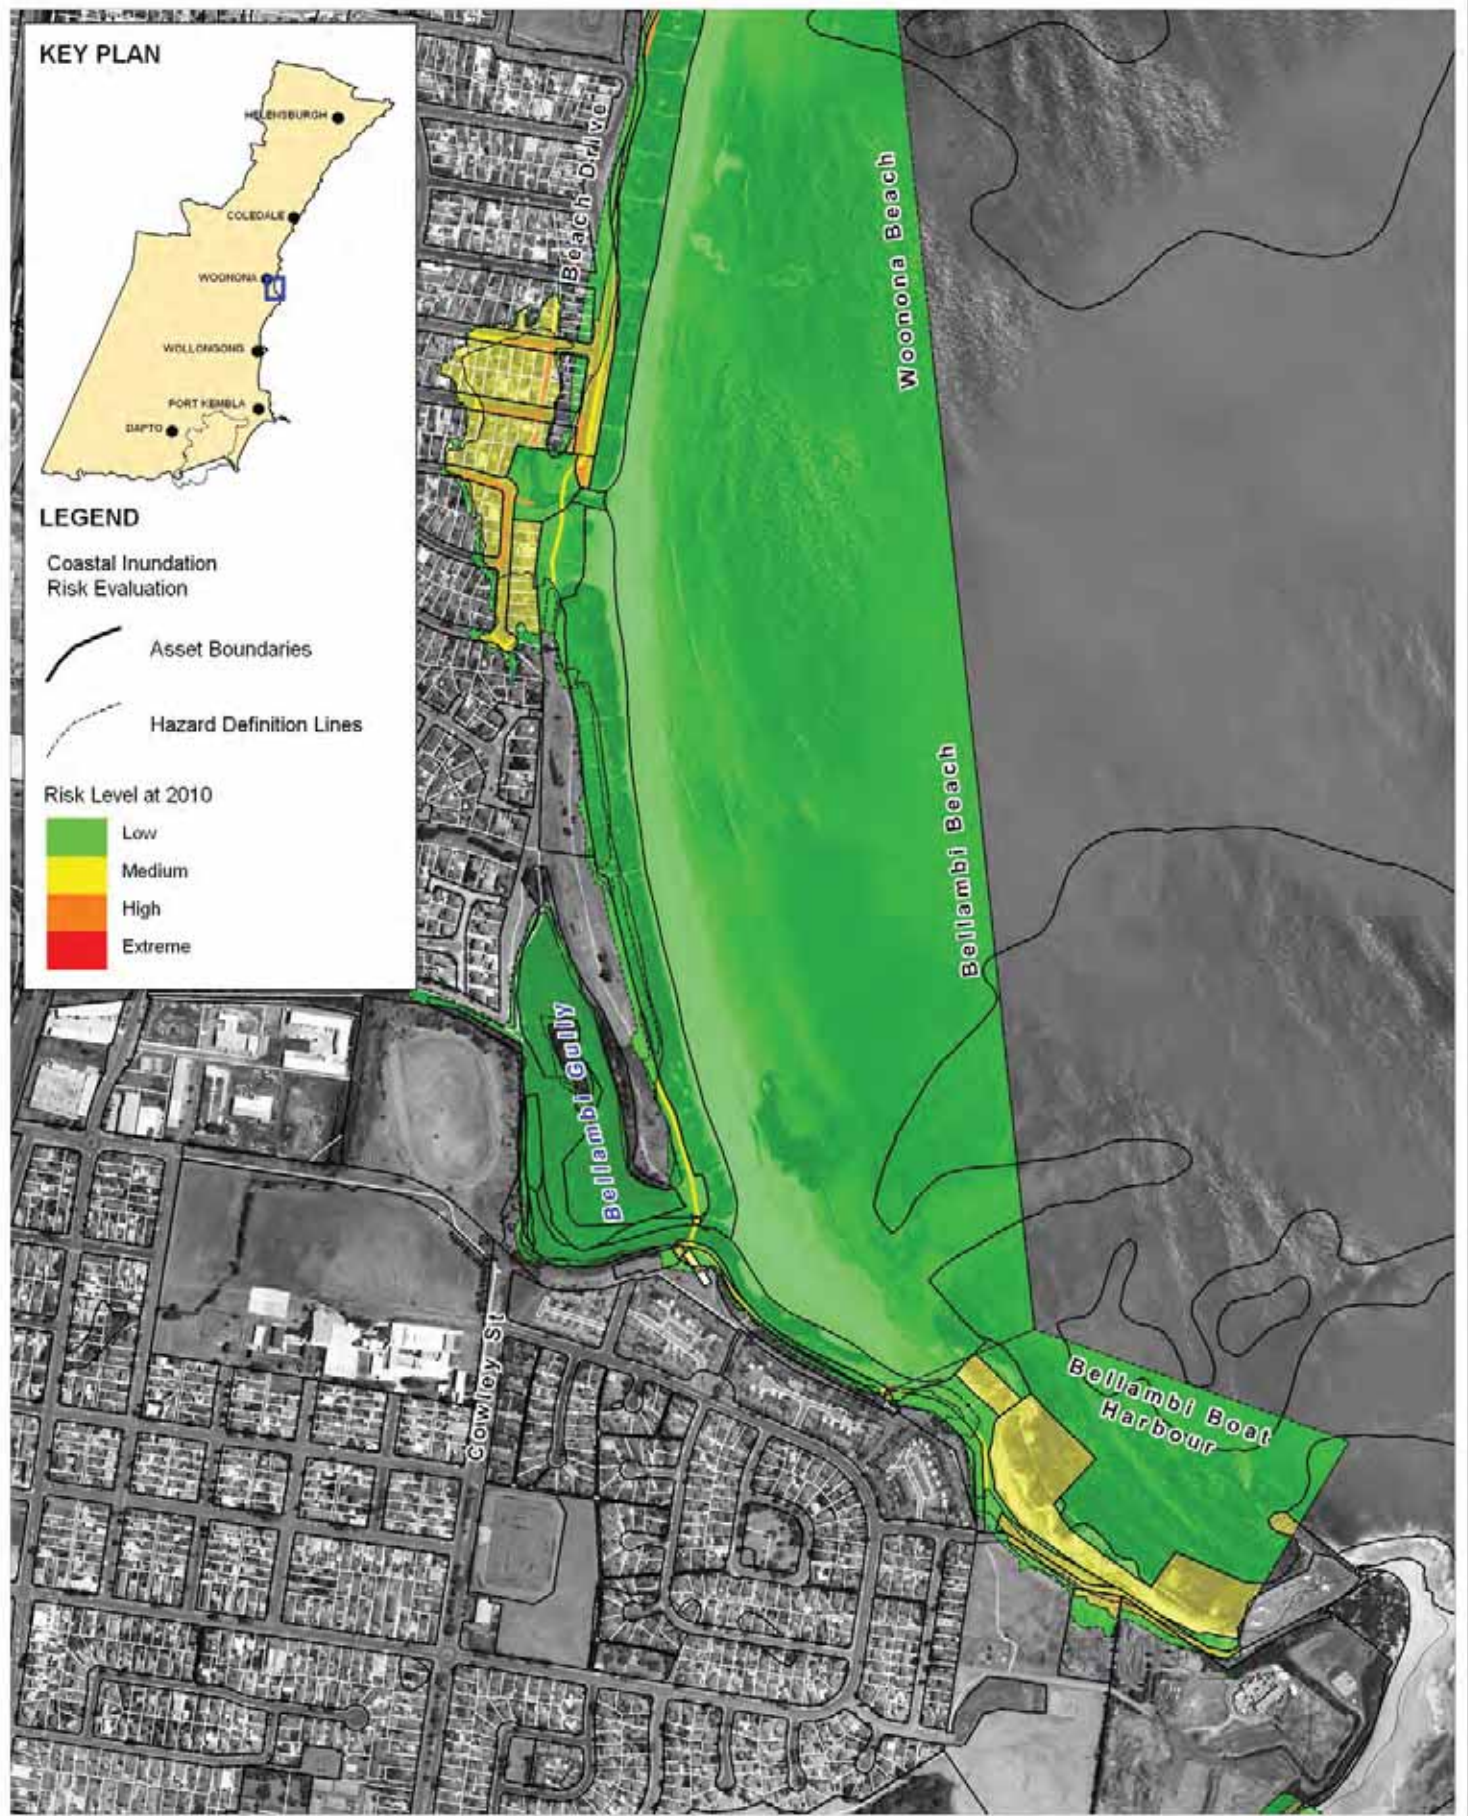 KEY PLAN
HELENSBURGH
COLEDALE
WOONONA
WOLLONGONG
PORT KEMBLA
DAPTO
LEGEND
Coastal Inundation
Risk Evaluation
Asset Boundaries
Hazard Definition Lines
Risk Level at 2010
Low
Medium
High
Extreme
Beach Drive
Woonona Beach
Bellambi Beach
Bellambi Gully
Cowley St
Bellambi Boat
Harbour